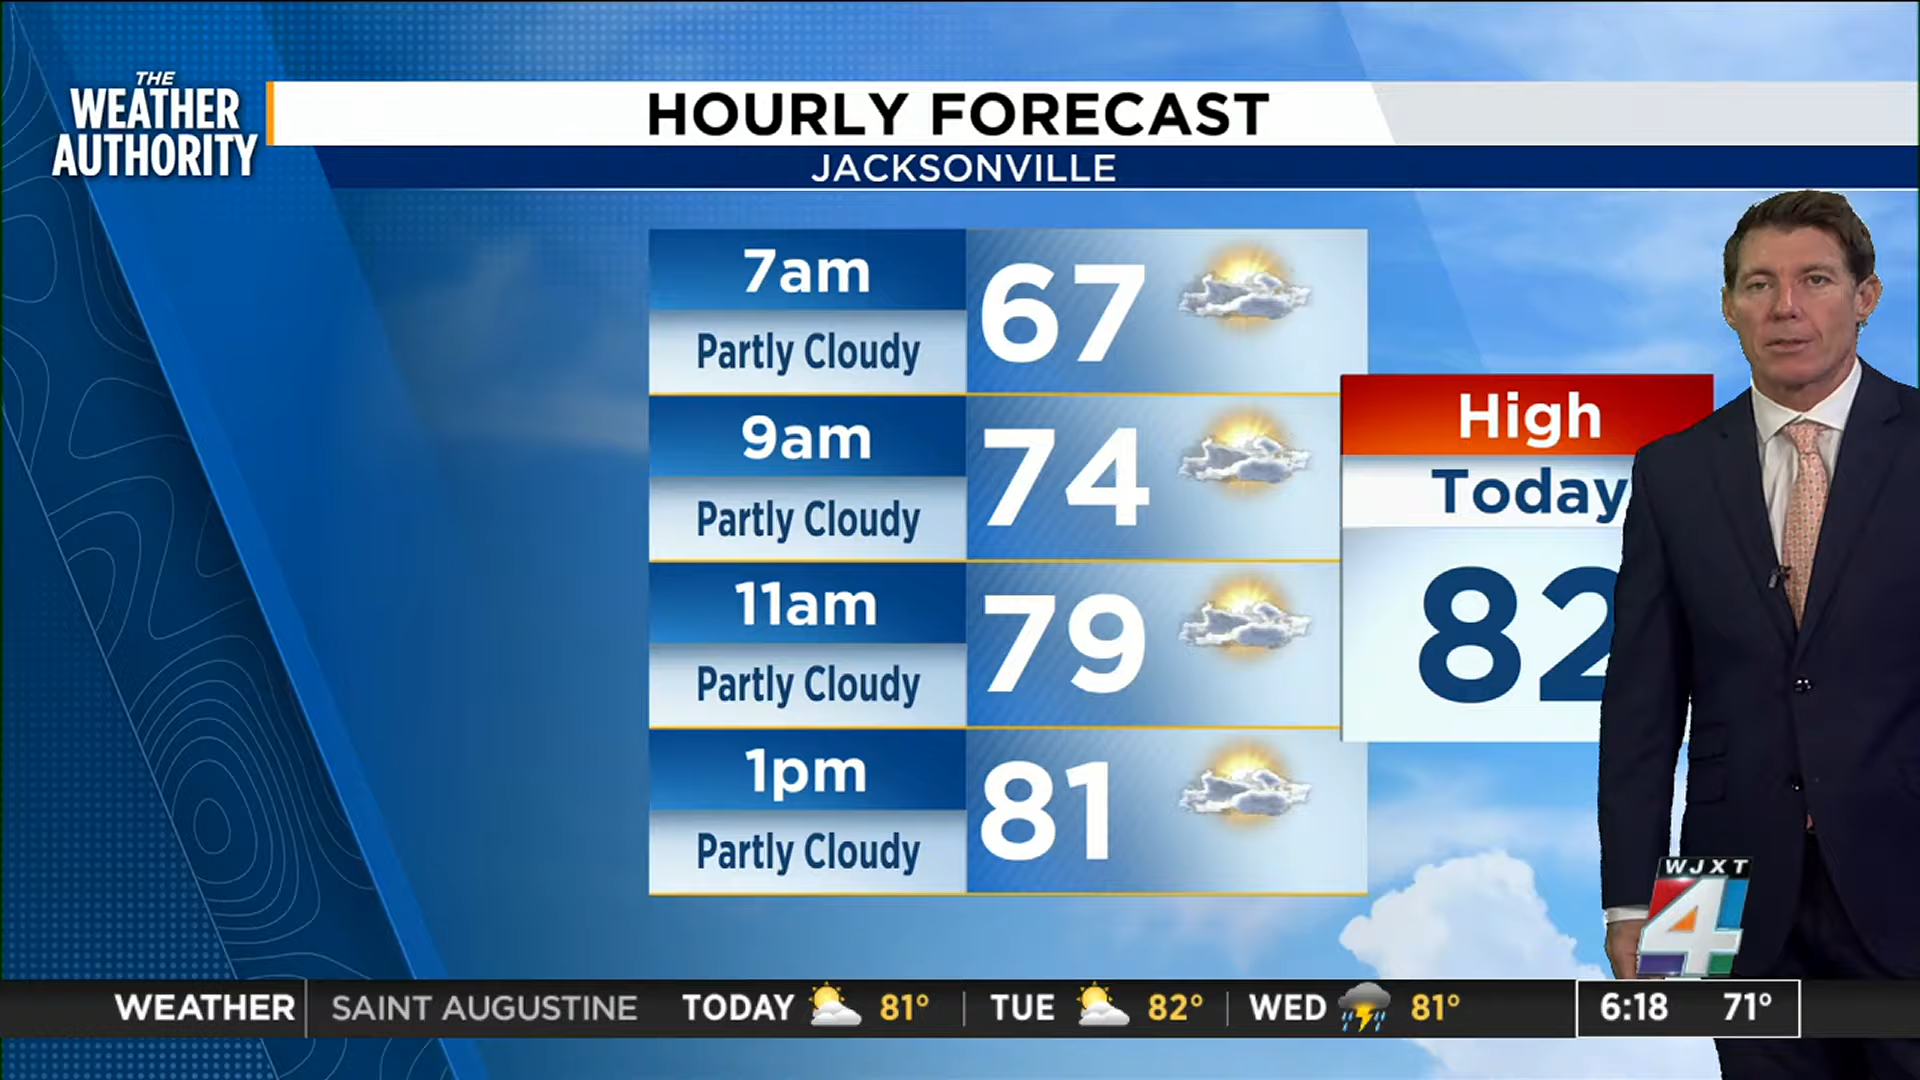 THE
WEATHER
AUTHORITY
HOURLY FORECAST
JACKSONVILLE
7am
Partly Cloudy
67
9am
Partly Cloudy
74
11am
Partly Cloudy
79
1pm
Partly Cloudy
81
High
Today
82
WJXT
4
WEATHER SAINT AUGUSTINE TODAY 81° TUE 82° WED 81° 6:18 71°